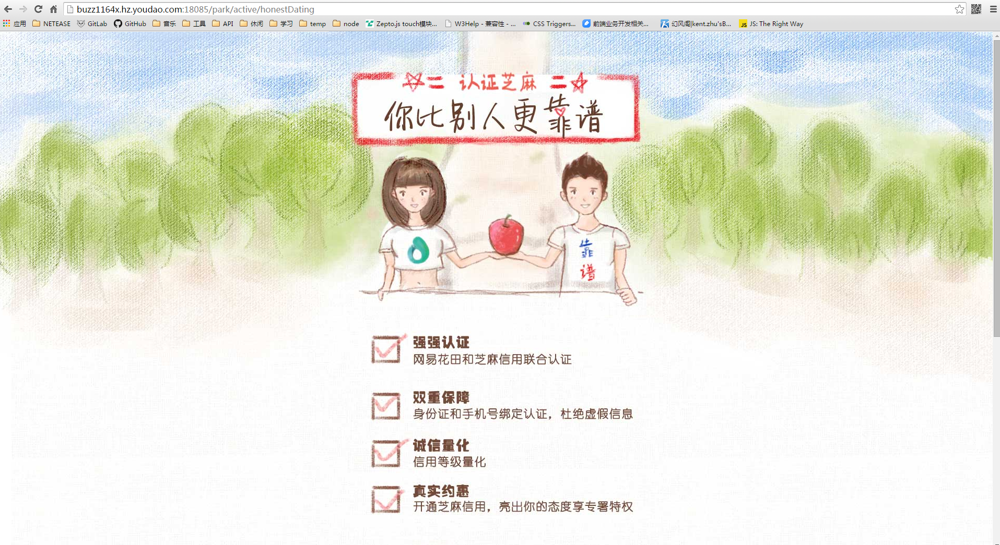 buzz1164x.hz.youdao.com:18085/park/active/honestDating
应用 NETEASE GitLab GitHub 音乐 工具 API 休闲 学习 temp node Zepto.js touch模块... W3Help - 兼容性 - ... CSS Triggers... 前端业务开发相关... 幻风阁|kent.zhu'sB... JS: The Right Way
认证芝麻
你比别人更靠谱
靠谱
强强认证
网易花田和芝麻信用联合认证
双重保障
身份证和手机号绑定认证，杜绝虚假信息
诚信量化
信用等级量化
真实约惠
开通芝麻信用，亮出你的态度享专署特权